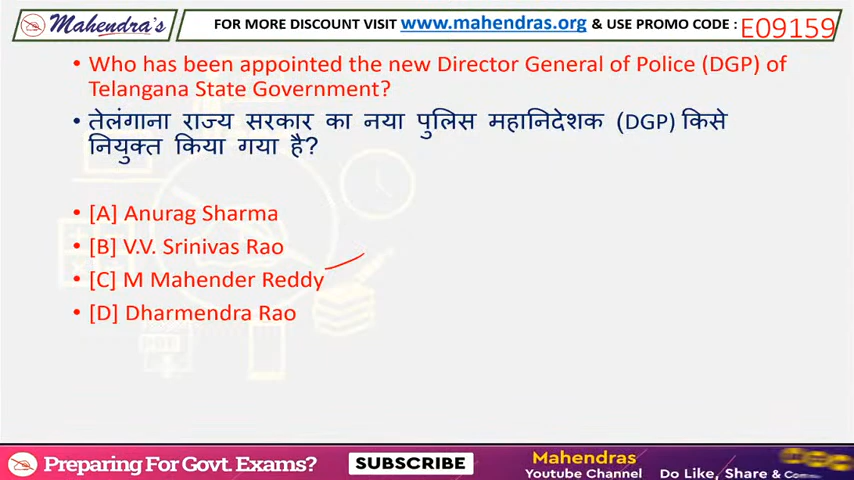 Mahendra's
FOR MORE DISCOUNT VISIT www.mahendras.org & USE PROMO CODE : E09159
• Who has been appointed the new Director General of Police (DGP) of
Telangana State Government?
• तेलंगाना राज्य सरकार का नया पुलिस महानिदेशक (DGP) किसे
नियुक्त किया गया है?
• [A] Anurag Sharma
• [B] V.V. Srinivas Rao
• [C] M Mahender Reddy
• [D] Dharmendra Rao
Preparing For Govt. Exams?
SUBSCRIBE
Mahendras
Youtube Channel
Do Like, Share &